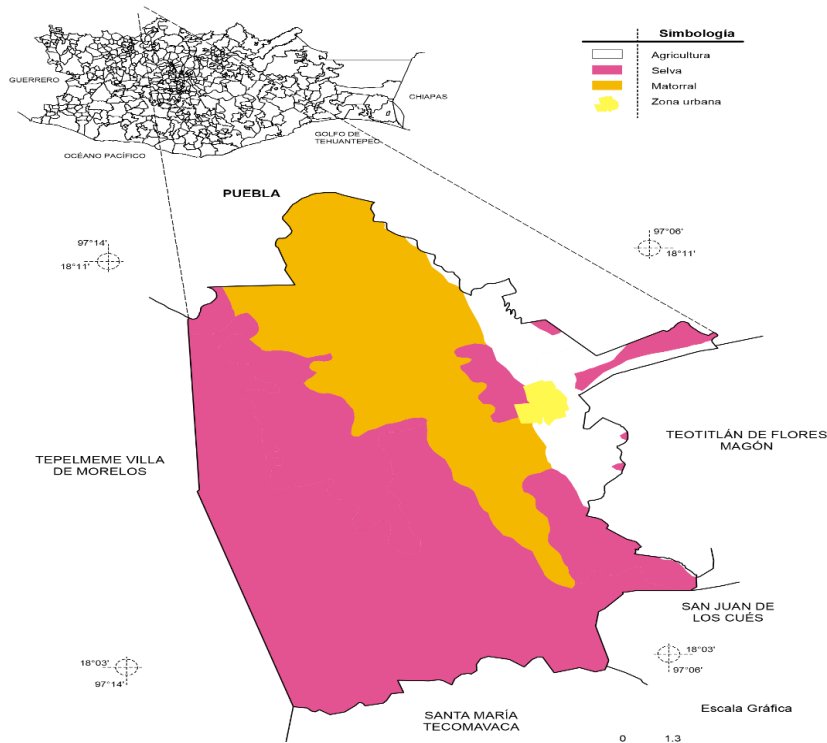 Simbología
Agricultura
Selva
Matorral
Zona urbana
GUERRERO
CHIAPAS
GOLFO DE
TEHUANTEPEC
OCÉANO PACÍFICO
PUEBLA
97°14'
18°11'
97°06'
18°11'
TEPELMEME VILLA
DE MORELOS
TEOTITLÁN DE FLORES
MAGÓN
SAN JUAN DE
LOS CUÉS
18°03'
97°14'
18°03'
97°06'
SANTA MARÍA
TECOMAVACA
Escala Gráfica
0 1.3